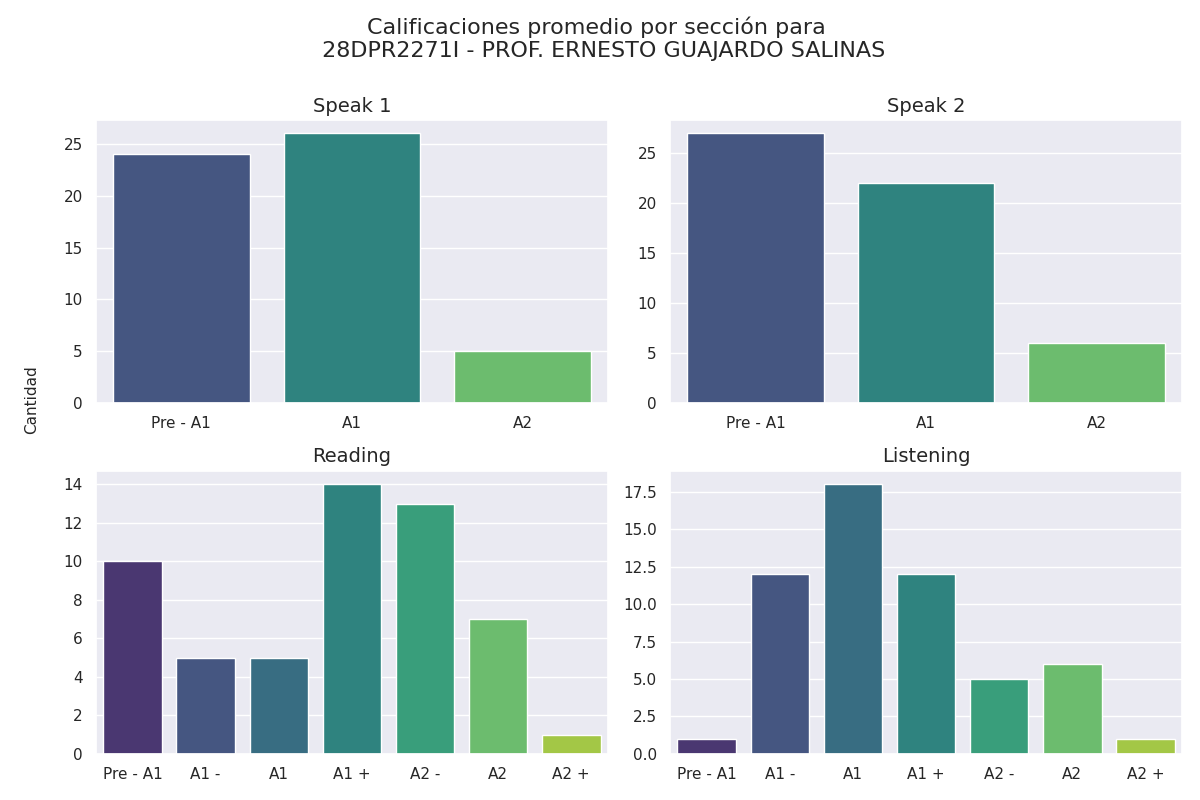 Calificaciones promedio por sección para
28DPR2271I - PROF. ERNESTO GUAJARDO SALINAS
Cantidad
Speak 1
25
20
15
10
5
0
Pre - A1 A1 A2
Speak 2
25
20
15
10
5
0
Pre - A1 A1 A2
Reading
14
12
10
8
6
4
2
0
Pre - A1 A1 - A1 A1 + A2 - A2 A2 +
Listening
17.5
15.0
12.5
10.0
7.5
5.0
2.5
0.0
Pre - A1 A1 - A1 A1 + A2 - A2 A2 +